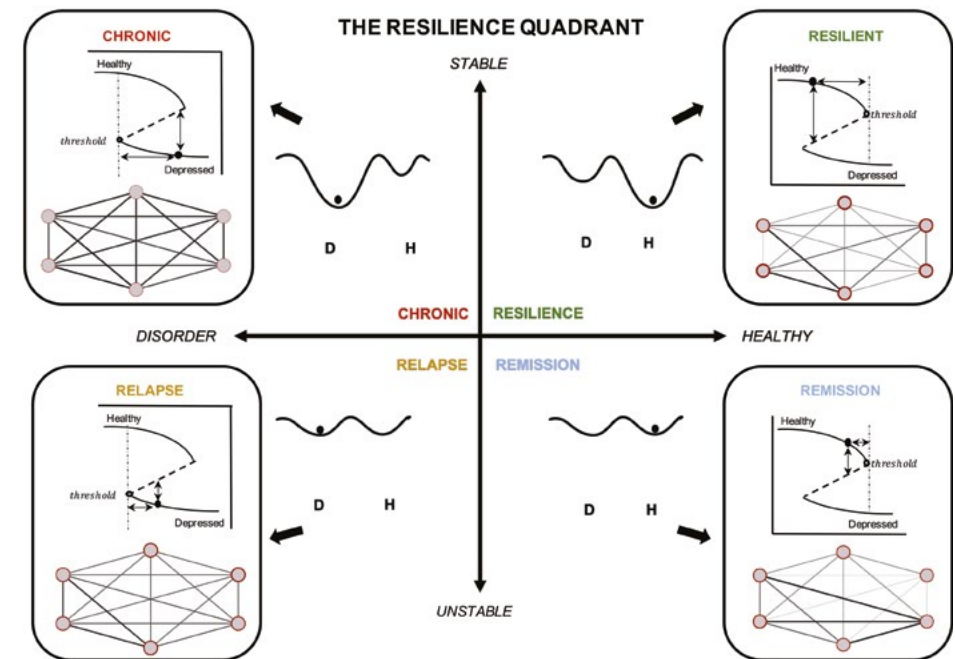 THE RESILIENCE QUADRANT
CHRONIC
Healthy
threshold
Depressed
STABLE
RESILIENT
Healthy
threshold
Depressed
D H
D H
CHRONIC RESILIENCE
DISORDER
HEALTHY
RELAPSE REMISSION
RELAPSE
Healthy
threshold
Depressed
D H
D H
REMISSION
Healthy
threshold
Depressed
UNSTABLE